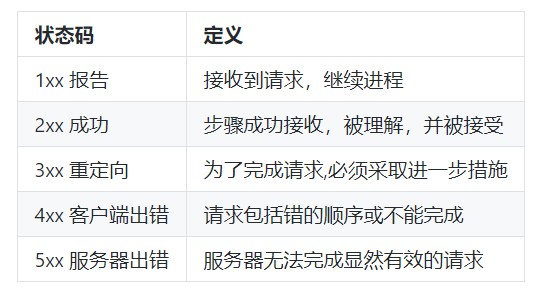 状态码 定义
1xx 报告 接收到请求，继续进程
2xx 成功 步骤成功接收，被理解，并被接受
3xx 重定向 为了完成请求,必须采取进一步措施
4xx 客户端出错 请求包括错的顺序或不能完成
5xx 服务器出错 服务器无法完成显然有效的请求